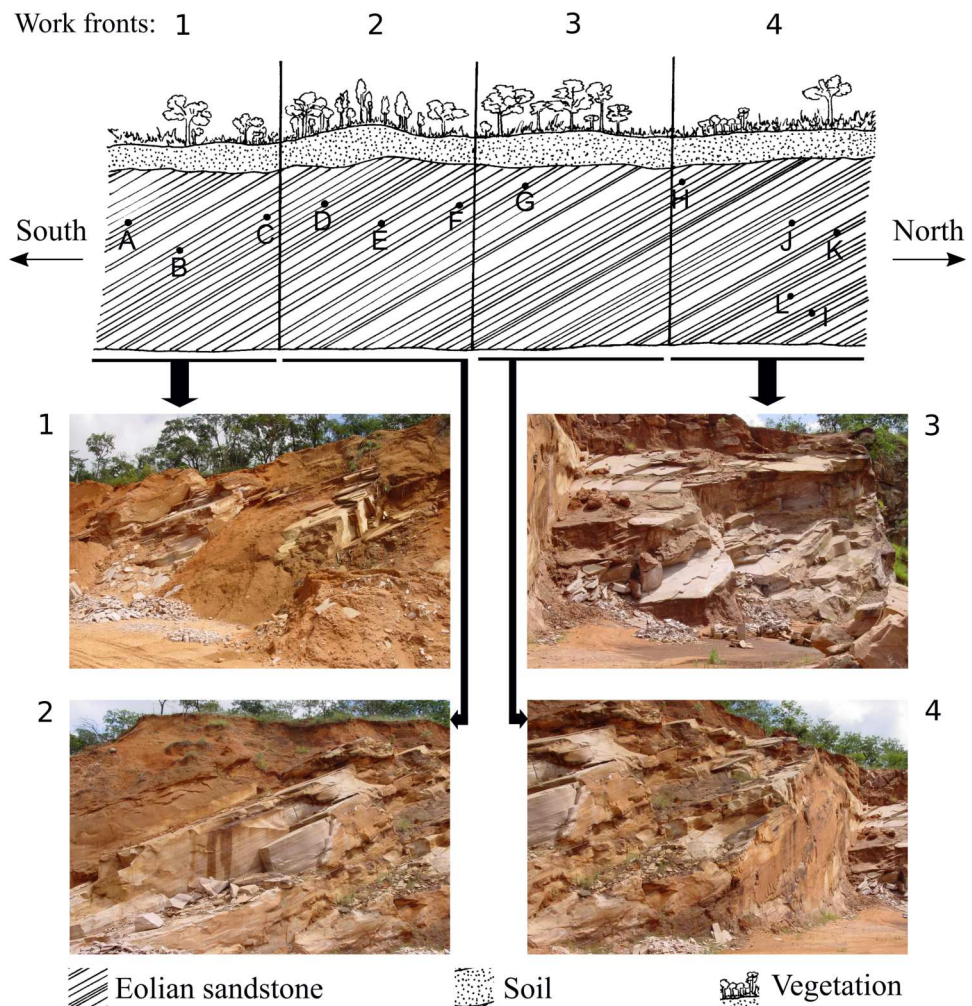 Work fronts: 1 2 3 4
South
North
A
B
C
D
E
F
G
H
J
K
L
I
1
3
2
4
Eolian sandstone
Soil
Vegetation